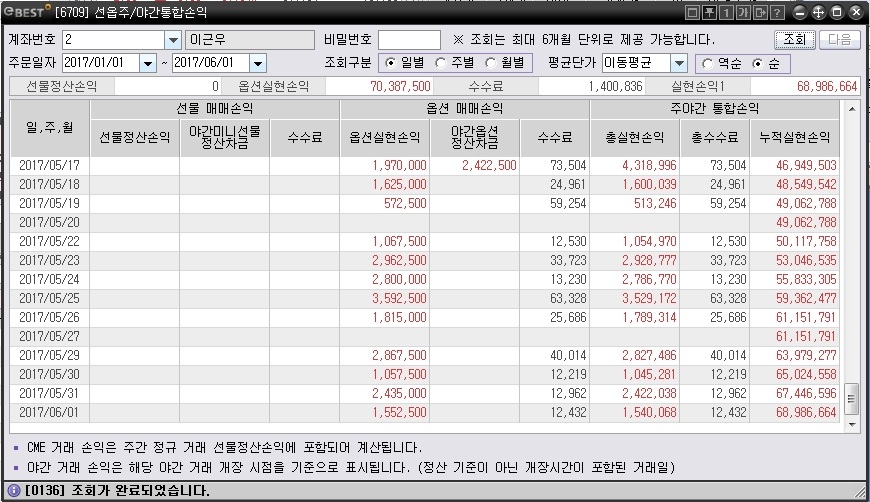 eBEST [6709] 선옵주/야간통합손익
계좌번호 2 이근우 비밀번호 ※ 조회는 최대 6개월 단위로 제공 가능합니다. 조회 다음
주문일자 2017/01/01 ~ 2017/06/01 조회구분 일별 주별 월별 평균단가 이동평균 역순 순
선물정산손익 0 옵션실현손익 70,387,500 수수료 1,400,836 실현손익1 68,986,664
일,주,월 선물 매매손익 옵션 매매손익 주야간 통합손익
선물정산손익 야간미니선물 정산차금 수수료 옵션실현손익 야간옵션 정산차금 수수료 총실현손익 총수수료 누적실현손익
2017/05/17 1,970,000 2,422,500 73,504 4,318,996 73,504 46,949,503
2017/05/18 1,625,000 24,961 1,600,039 24,961 48,549,542
2017/05/19 572,500 59,254 513,246 59,254 49,062,788
2017/05/20 49,062,788
2017/05/22 1,067,500 12,530 1,054,970 12,530 50,117,758
2017/05/23 2,962,500 33,723 2,928,777 33,723 53,046,535
2017/05/24 2,800,000 13,230 2,786,770 13,230 55,833,305
2017/05/25 3,592,500 63,328 3,529,172 63,328 59,362,477
2017/05/26 1,815,000 25,686 1,789,314 25,686 61,151,791
2017/05/27 61,151,791
2017/05/29 2,867,500 40,014 2,827,486 40,014 63,979,277
2017/05/30 1,057,500 12,219 1,045,281 12,219 65,024,558
2017/05/31 2,435,000 12,962 2,422,038 12,962 67,446,596
2017/06/01 1,552,500 12,432 1,540,068 12,432 68,986,664
▪ CME 거래 손익은 주간 정규 거래 선물정산손익에 포함되어 계산됩니다.
▪ 야간 거래 손익은 해당 야간 거래 개장 시점을 기준으로 표시됩니다. (정산 기준이 아닌 개장시간이 포함된 거래일)
[0136] 조회가 완료되었습니다.